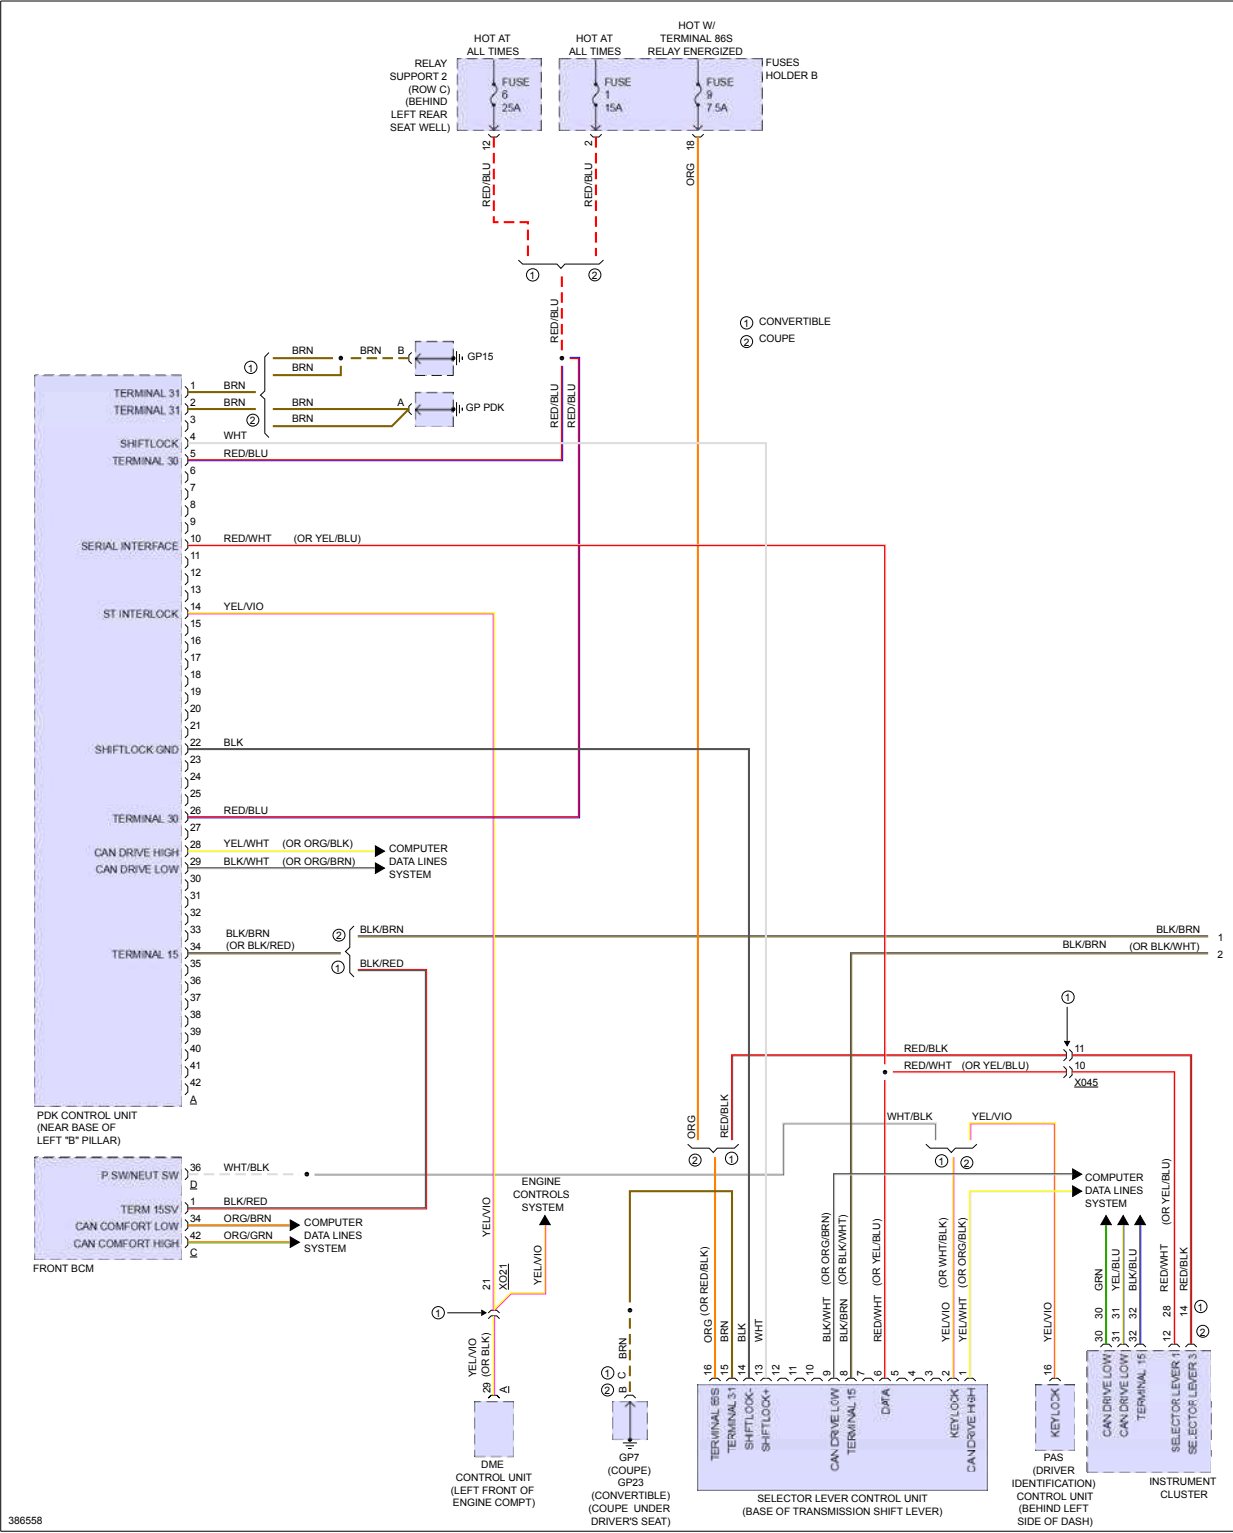 HOT AT
ALL TIMES
HOT AT
ALL TIMES
HOT W/
TERMINAL 86S
RELAY ENERGIZED
RELAY
SUPPORT 2
(ROW C)
(BEHIND
LEFT REAR
SEAT WELL)
FUSE
6
25A
FUSE
1
15A
FUSE
9
7.5A
FUSES
HOLDER B
12
2
18
RED/BLU
RED/BLU
ORG
1
2
RED/BLU
1 CONVERTIBLE
2 COUPE
BRN
BRN
B
GP15
BRN
1
BRN
A
GP PDK
BRN
2
RED/BLU
RED/BLU
TERMINAL 31
1
BRN
TERMINAL 31
2
BRN
3
SHIFTLOCK
4
WHT
TERMINAL 30
5
RED/BLU
6
7
8
9
SERIAL INTERFACE
10
RED/WHT
(OR YEL/BLU)
11
12
13
ST INTERLOCK
14
YEL/VIO
15
16
17
18
19
20
21
SHIFTLOCK GND
22
BLK
23
24
25
TERMINAL 30
26
RED/BLU
27
CAN DRIVE HIGH
28
YEL/WHT
(OR ORG/BLK)
CAN DRIVE LOW
29
BLK/WHT
(OR ORG/BRN)
COMPUTER
DATA LINES
SYSTEM
30
31
32
33
TERMINAL 15
34
BLK/BRN
(OR BLK/RED)
2
BLK/BRN
1
BLK/RED
BLK/BRN
1
BLK/BRN
(OR BLK/WHT)
2
35
36
37
38
39
40
41
42
A
PDK CONTROL UNIT
(NEAR BASE OF
LEFT "B" PILLAR)
1
RED/BLK
11
RED/WHT
(OR YEL/BLU)
10
X045
ORG
RED/BLK
2
1
WHT/BLK
YEL/VIO
1
2
P SW/NEUT SW
36
WHT/BLK
D
TERM 15SV
1
BLK/RED
CAN COMFORT LOW
34
ORG/BRN
CAN COMFORT HIGH
42
ORG/GRN
C
COMPUTER
DATA LINES
SYSTEM
FRONT BCM
ENGINE
CONTROLS
SYSTEM
COMPUTER
DATA LINES
SYSTEM
YEL/VIO
21
XO21
YEL/VIO
1
YEL/VIO
(OR BLK)
29
A
DME
CONTROL UNIT
(LEFT FRONT OF
ENGINE COMPT)
BRN
1
C
2
B
GP7
(COUPE)
GP23
(CONVERTIBLE)
(COUPE UNDER
DRIVER'S SEAT)
ORG
(OR RED/BLK)
BRN
BLK
WHT
BLK/WHT
(OR ORG/BRN)
BLK/BRN
(OR BLK/WHT)
RED/WHT
(OR YEL/BLU)
YEL/VIO
(OR WHT/BLK)
YEL/WHT
(OR ORG/BLK)
16
15
14
13
12
11
10
9
8
7
6
5
4
3
2
1
TERMINAL 86S
TERMINAL 31
SHIFTLOCK-
SHIFTLOCK+
CAN DRIVE LOW
TERMINAL 15
DATA
KEYLOCK
CAN DRIVE HIGH
SELECTOR LEVER CONTROL UNIT
(BASE OF TRANSMISSION SHIFT LEVER)
YEL/VIO
16
KEYLOCK
PAS
(DRIVER
IDENTIFICATION)
CONTROL UNIT
(BEHIND LEFT
SIDE OF DASH)
GRN
YEL/BLU
BLK/BLU
RED/WHT
(OR YEL/BLU)
RED/BLK
30
31
32
28
14
1
30
31
32
12
2
CAN DRIVE LOW
CAN DRIVE LOW
TERMINAL 15
SELECTOR LEVER 1
SELECTOR LEVER 3
INSTRUMENT
CLUSTER
386558